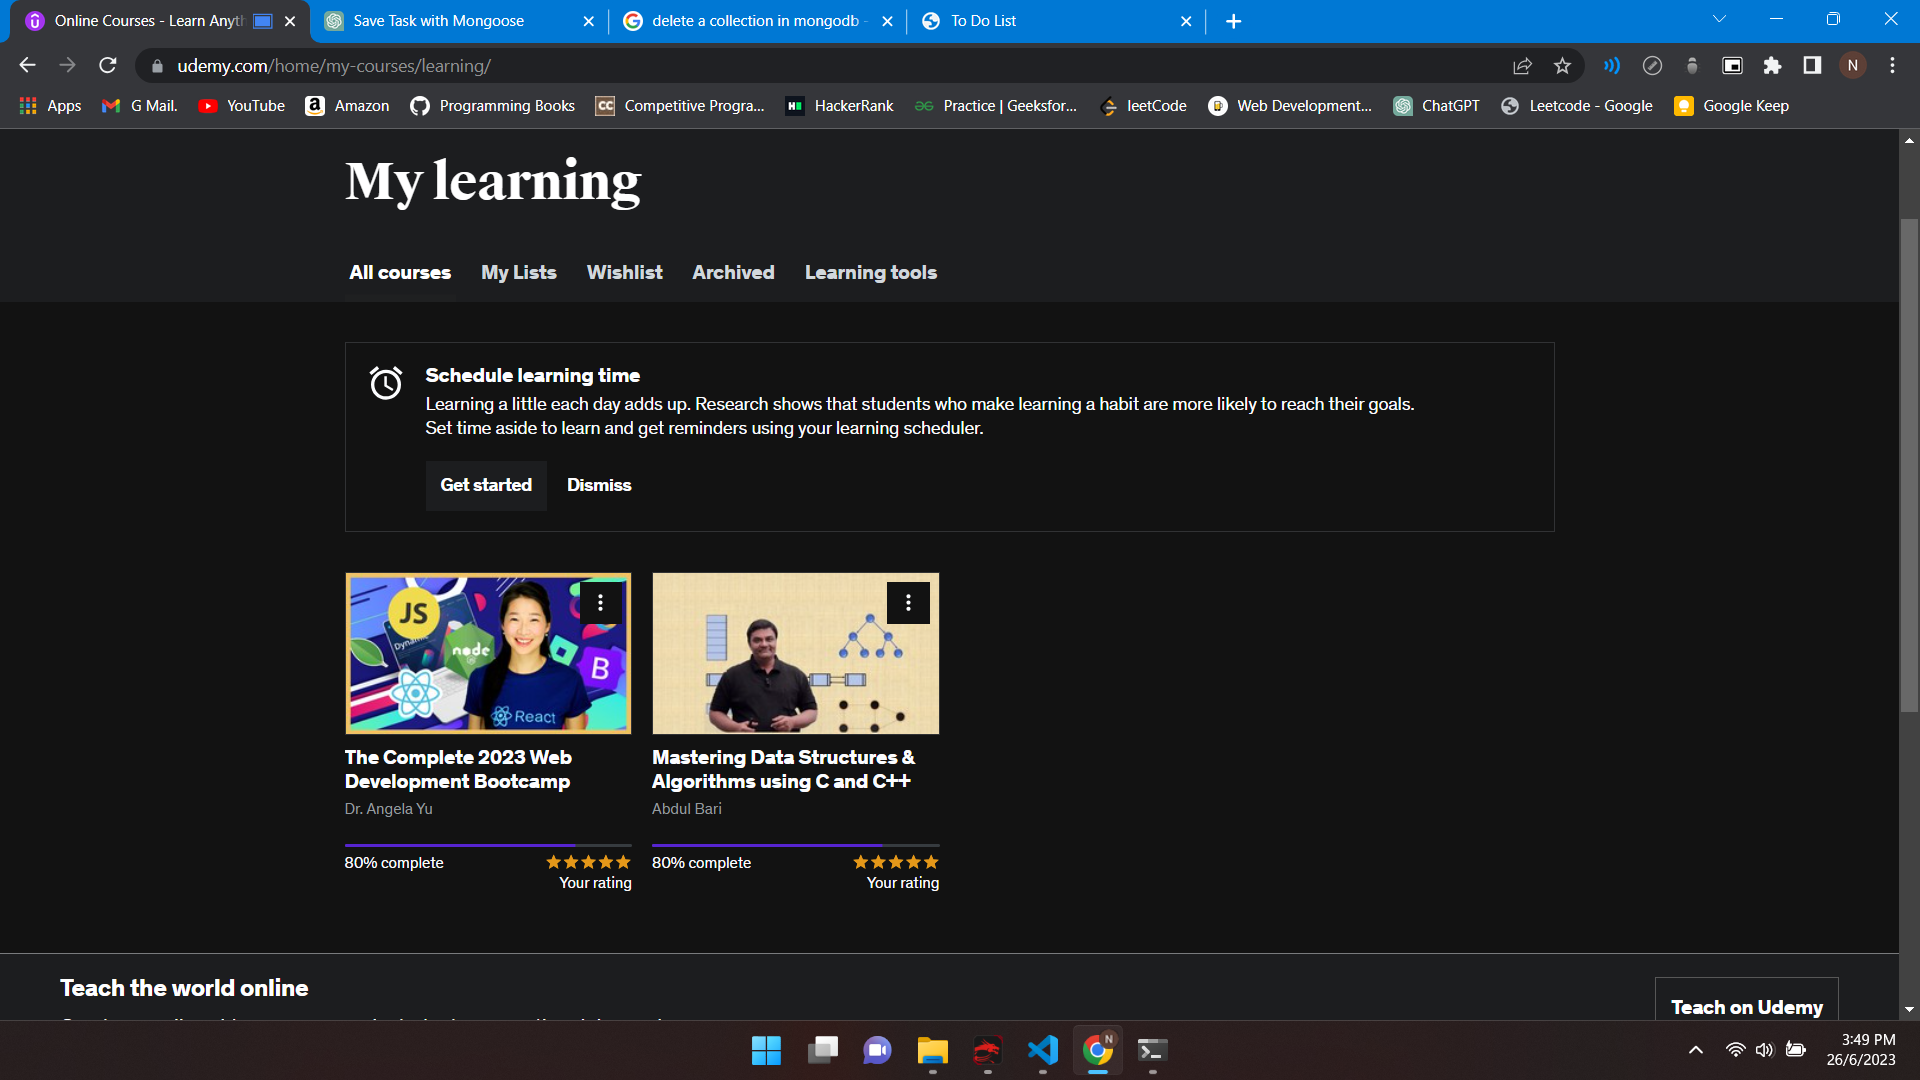 Online Courses - Learn Anyth
Save Task with Mongoose
delete a collection in mongodb -
To Do List
udemy.com/home/my-courses/learning/
N
Apps
G Mail.
YouTube
Amazon
Programming Books
CC
Competitive Progra...
HackerRank
Practice | Geeksfor...
leetCode
Web Development...
ChatGPT
Leetcode - Google
Google Keep
My learning
All courses
My Lists
Wishlist
Archived
Learning tools
Schedule learning time
Learning a little each day adds up. Research shows that students who make learning a habit are more likely to reach their goals.
Set time aside to learn and get reminders using your learning scheduler.
Get started
Dismiss
JS
Dynamic
node
B
React
The Complete 2023 Web
Development Bootcamp
Dr. Angela Yu
80% complete
Your rating
Mastering Data Structures &
Algorithms using C and C++
Abdul Bari
80% complete
Your rating
Teach the world online
Teach on Udemy
N
3:49 PM
26/6/2023